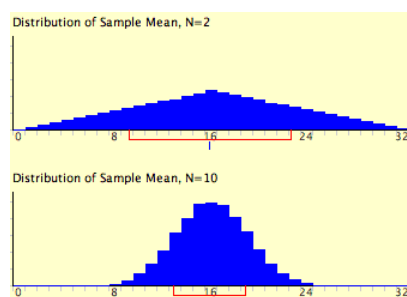 Distribution of Sample Mean, N=2
0 8 16 24 32
Distribution of Sample Mean, N=10
0 8 16 24 32